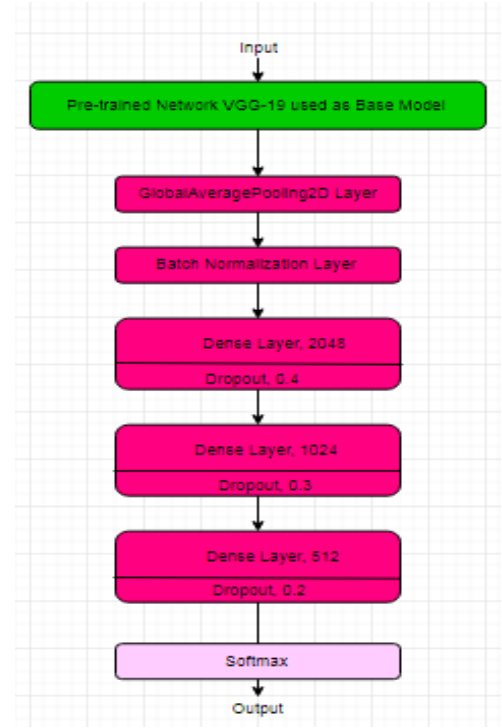 Input
Pre-trained Network VGG-19 used as Base Model
GlobalAveragePooling2D Layer
Batch Normalization Layer
Dense Layer, 2048
Dropout, 0.4
Dense Layer, 1024
Dropout, 0.3
Dense Layer, 512
Dropout, 0.2
Softmax
Output